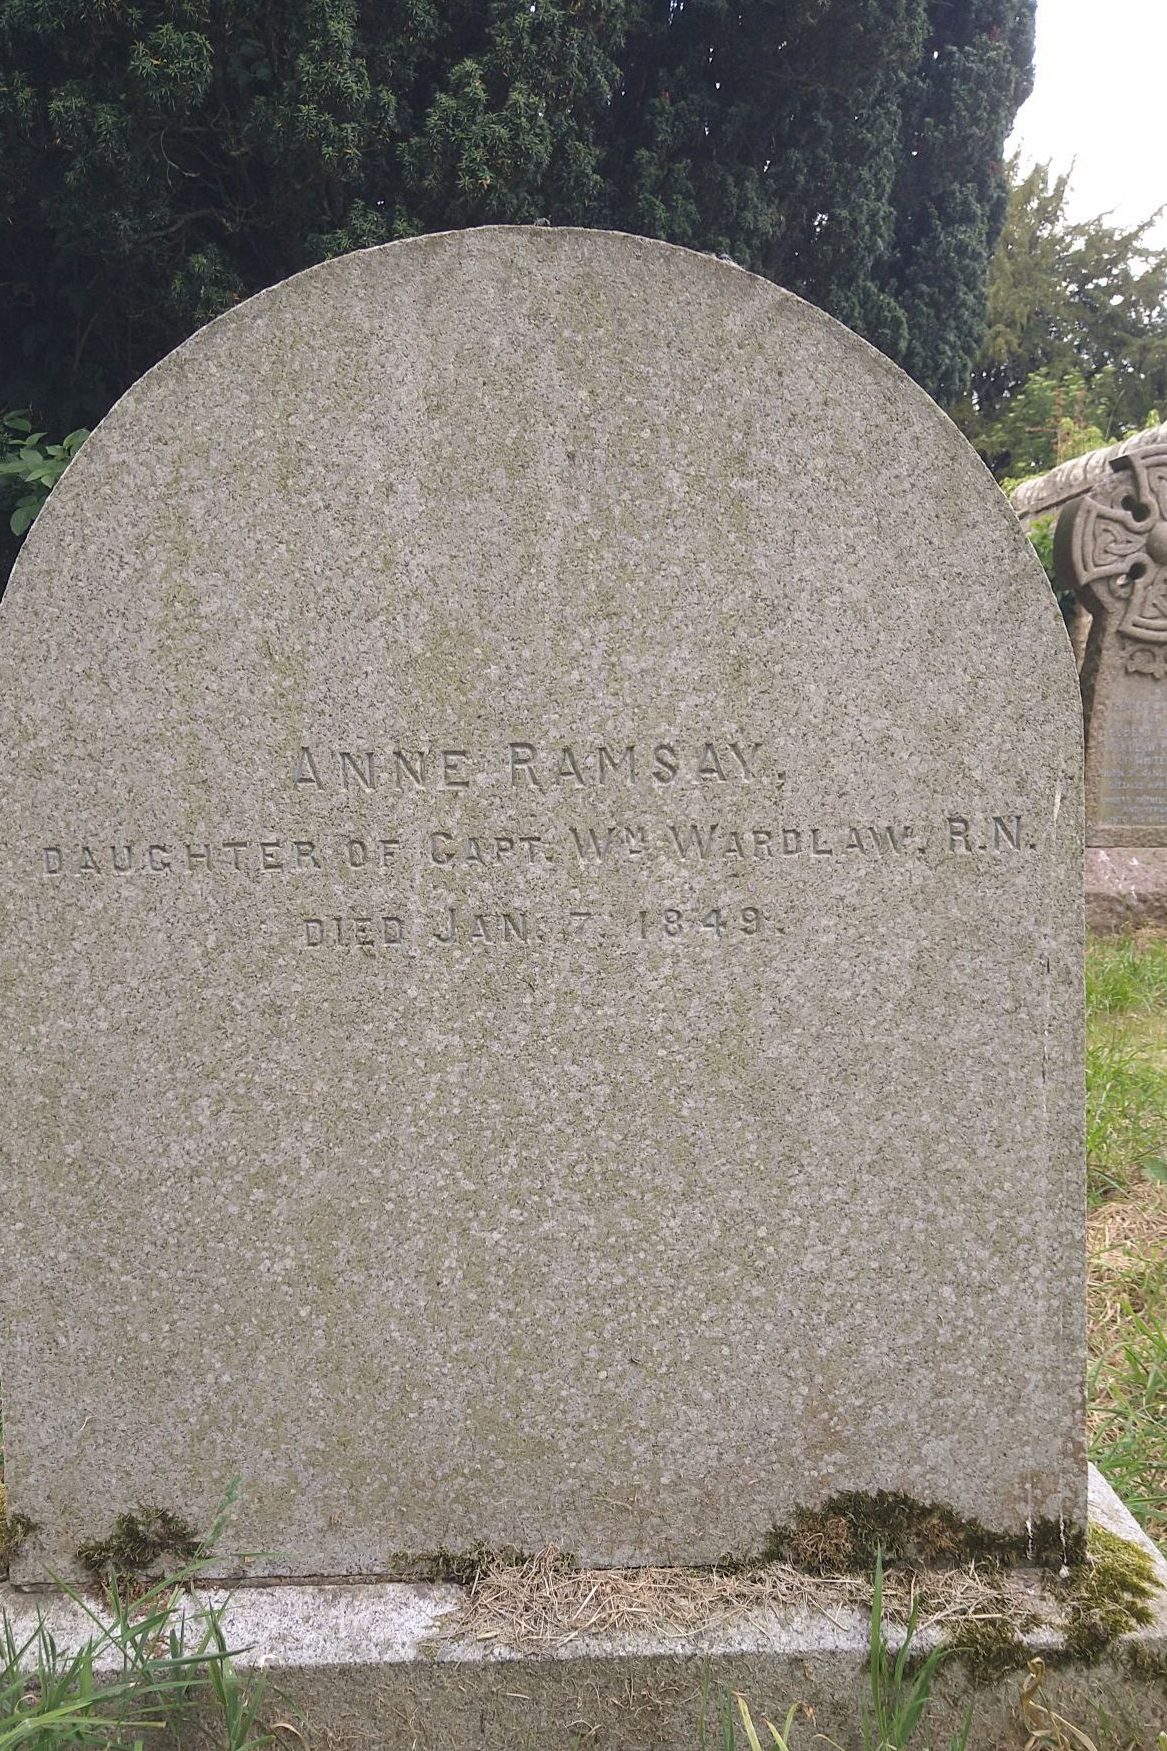 ANNE RAMSAY.
DAUGHTER OF CAPT. WM WARDLAW. R.N.
DIED JAN. 7. 1849.